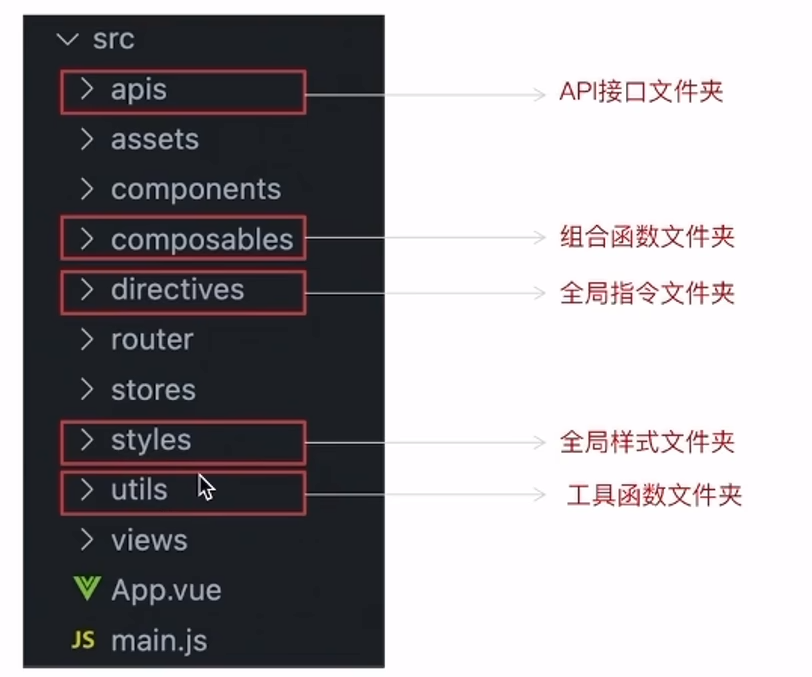 src
apis
API接口文件夹
assets
components
composables
组合函数文件夹
directives
全局指令文件夹
router
stores
styles
全局样式文件夹
utils
工具函数文件夹
views
App.vue
JS main.js